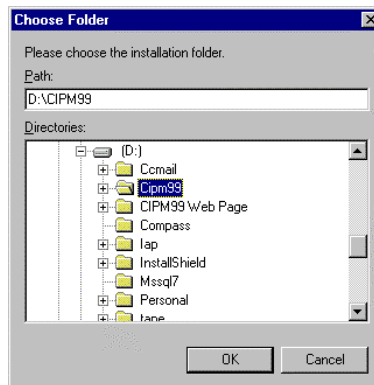 Choose Folder
Please choose the installation folder.
Path:
D:\CIPM99
Directories:
(D:)
Ccmail
Cipm99
CIPM99 Web Page
Compass
Iap
InstallShield
Mssql7
Personal
tape
OK
Cancel